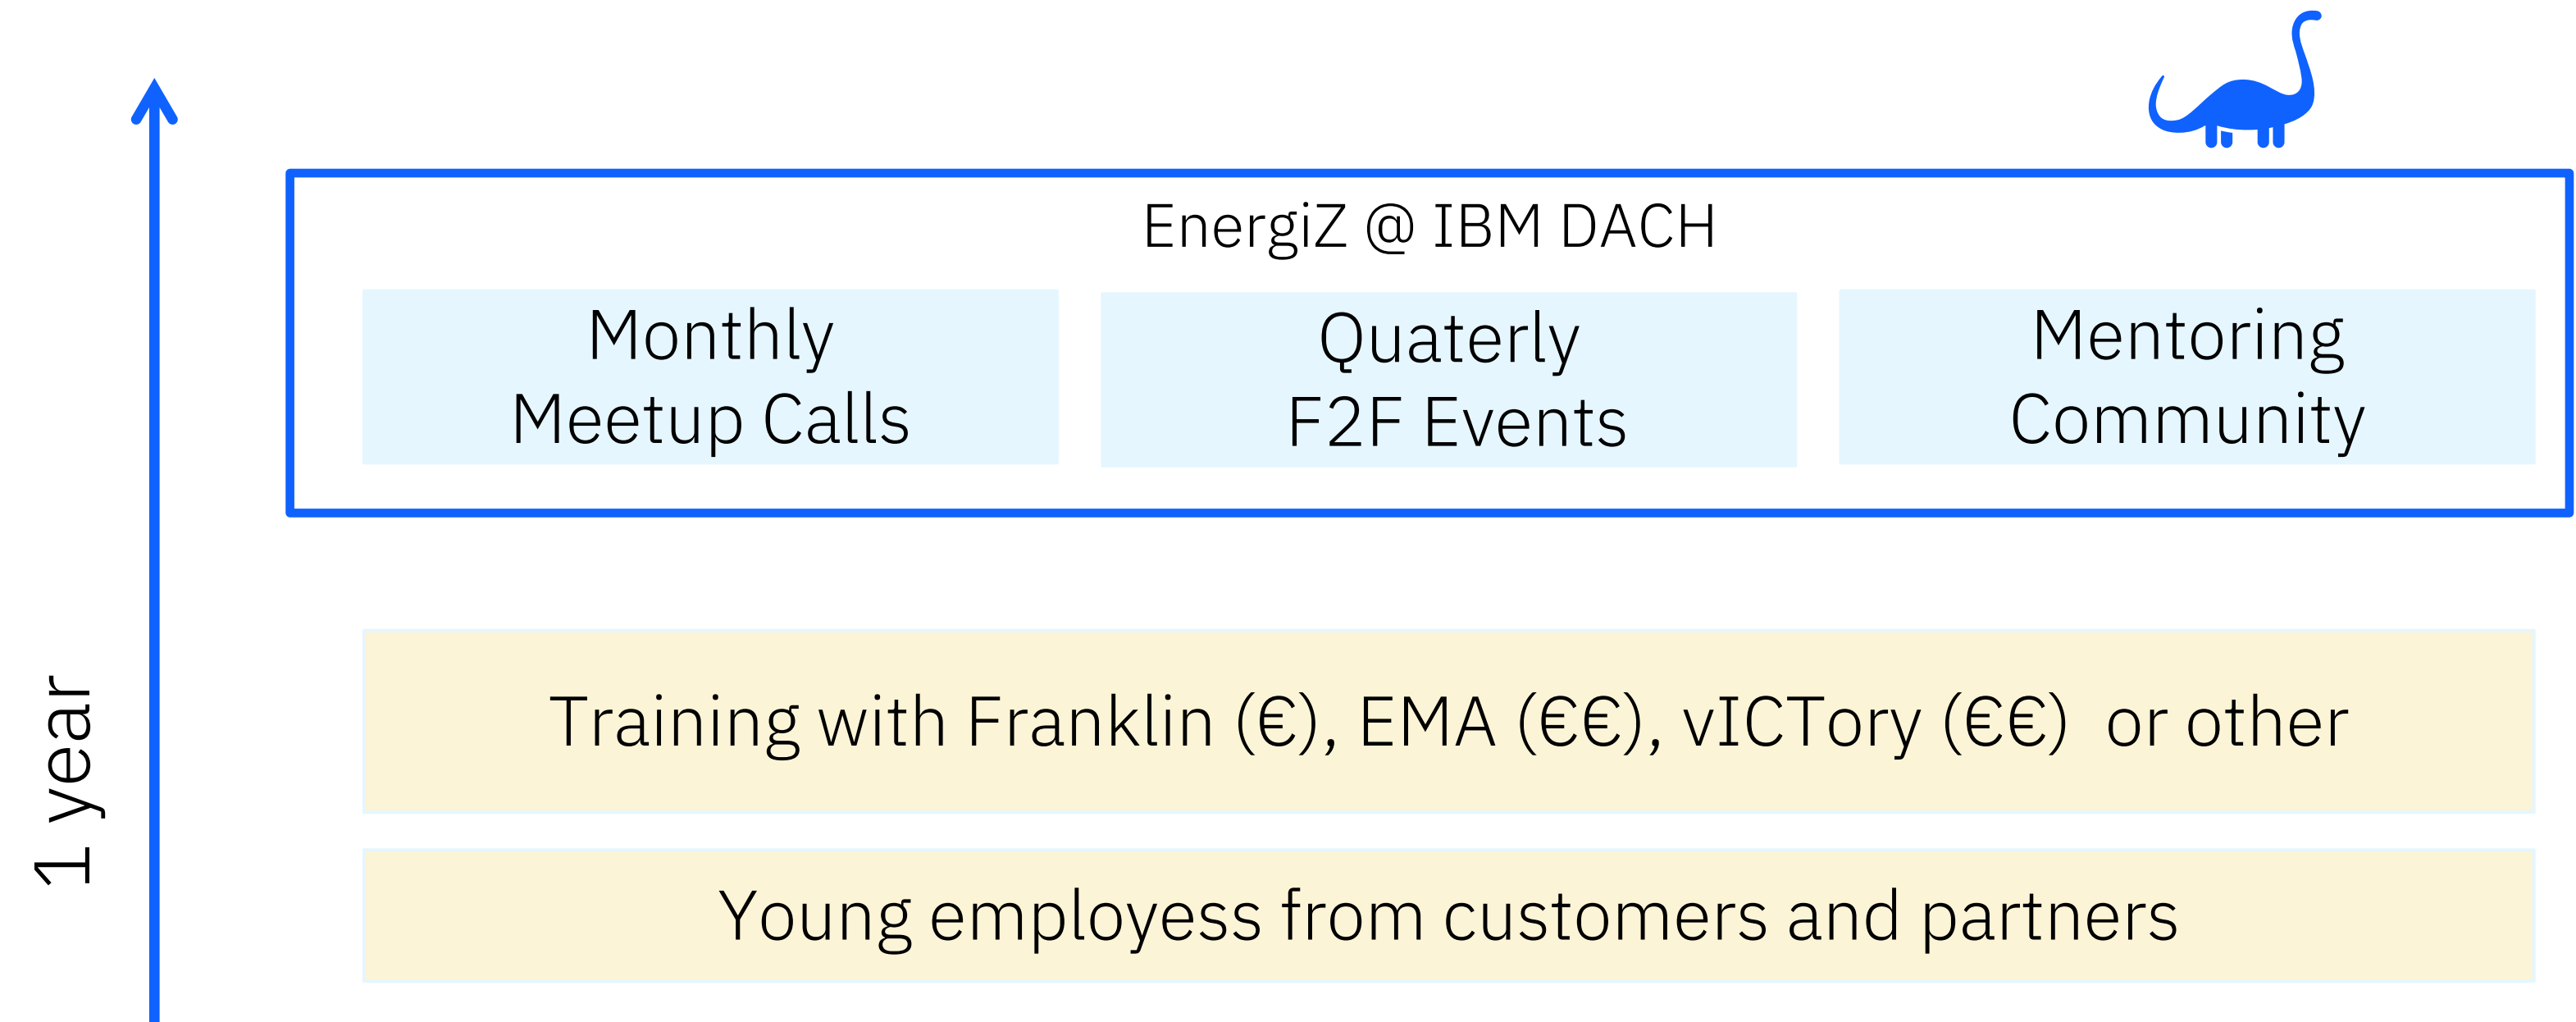 EnergiZ @ IBM DACH
Monthly
Meetup Calls
Quaterly
F2F Events
Mentoring
Community
1 year
Training with Franklin (€), EMA (€€), vICTory (€€)  or other
Young employess from customers and partners